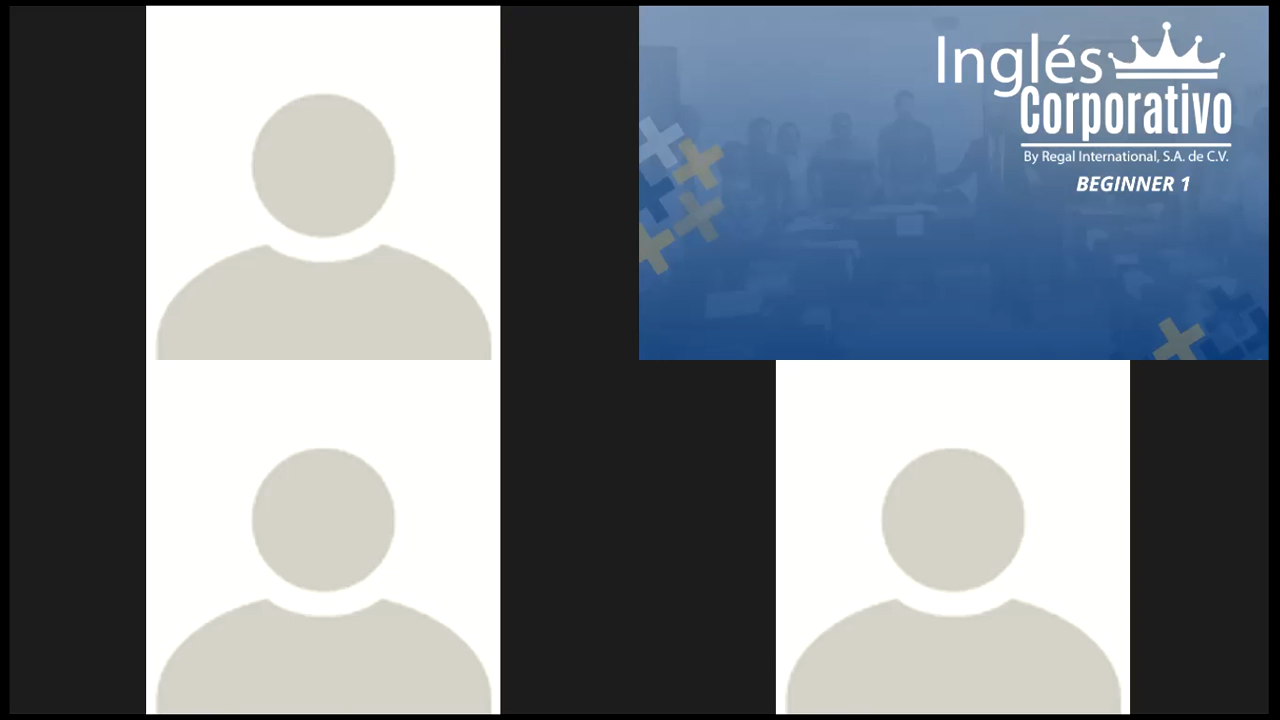 Inglés
Corporativo
By Regal International, S.A. de C.V.
BEGINNER 1